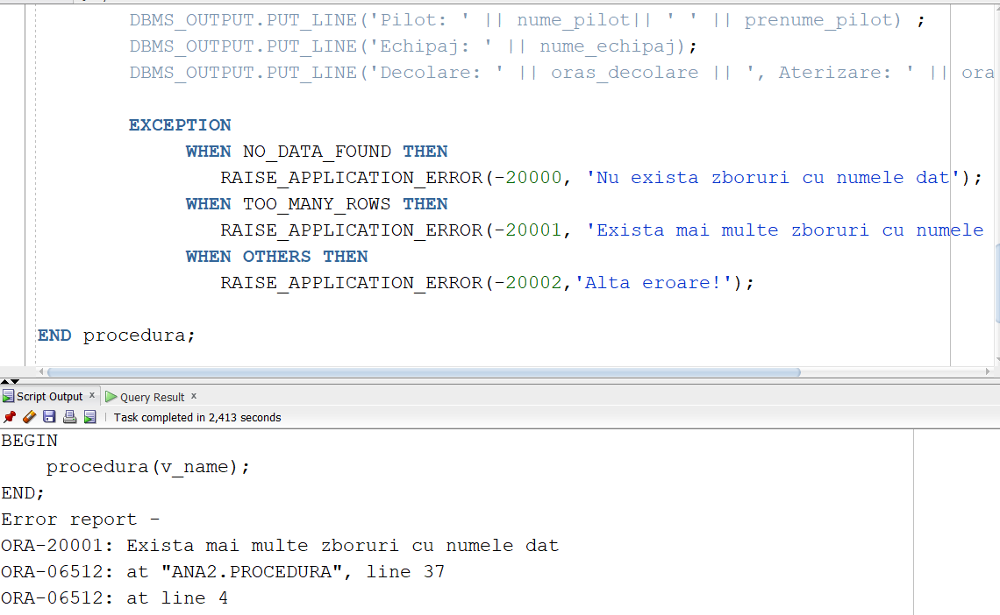 DBMS_OUTPUT.PUT_LINE('Pilot: ' || nume_pilot|| ' ' || prenume_pilot) ;
DBMS_OUTPUT.PUT_LINE('Echipaj: ' || nume_echipaj);
DBMS_OUTPUT.PUT_LINE('Decolare: ' || oras_decolare || ', Aterizare: ' || ora
EXCEPTION
WHEN NO_DATA_FOUND THEN
RAISE_APPLICATION_ERROR(-20000, 'Nu exista zboruri cu numele dat');
WHEN TOO_MANY_ROWS THEN
RAISE_APPLICATION_ERROR(-20001, 'Exista mai multe zboruri cu numele
WHEN OTHERS THEN
RAISE_APPLICATION_ERROR(-20002,'Alta eroare!');
END procedura;
Script Output x Query Result x
Task completed in 2,413 seconds
BEGIN
procedura(v_name);
END;
Error report -
ORA-20001: Exista mai multe zboruri cu numele dat
ORA-06512: at "ANA2.PROCEDURA", line 37
ORA-06512: at line 4